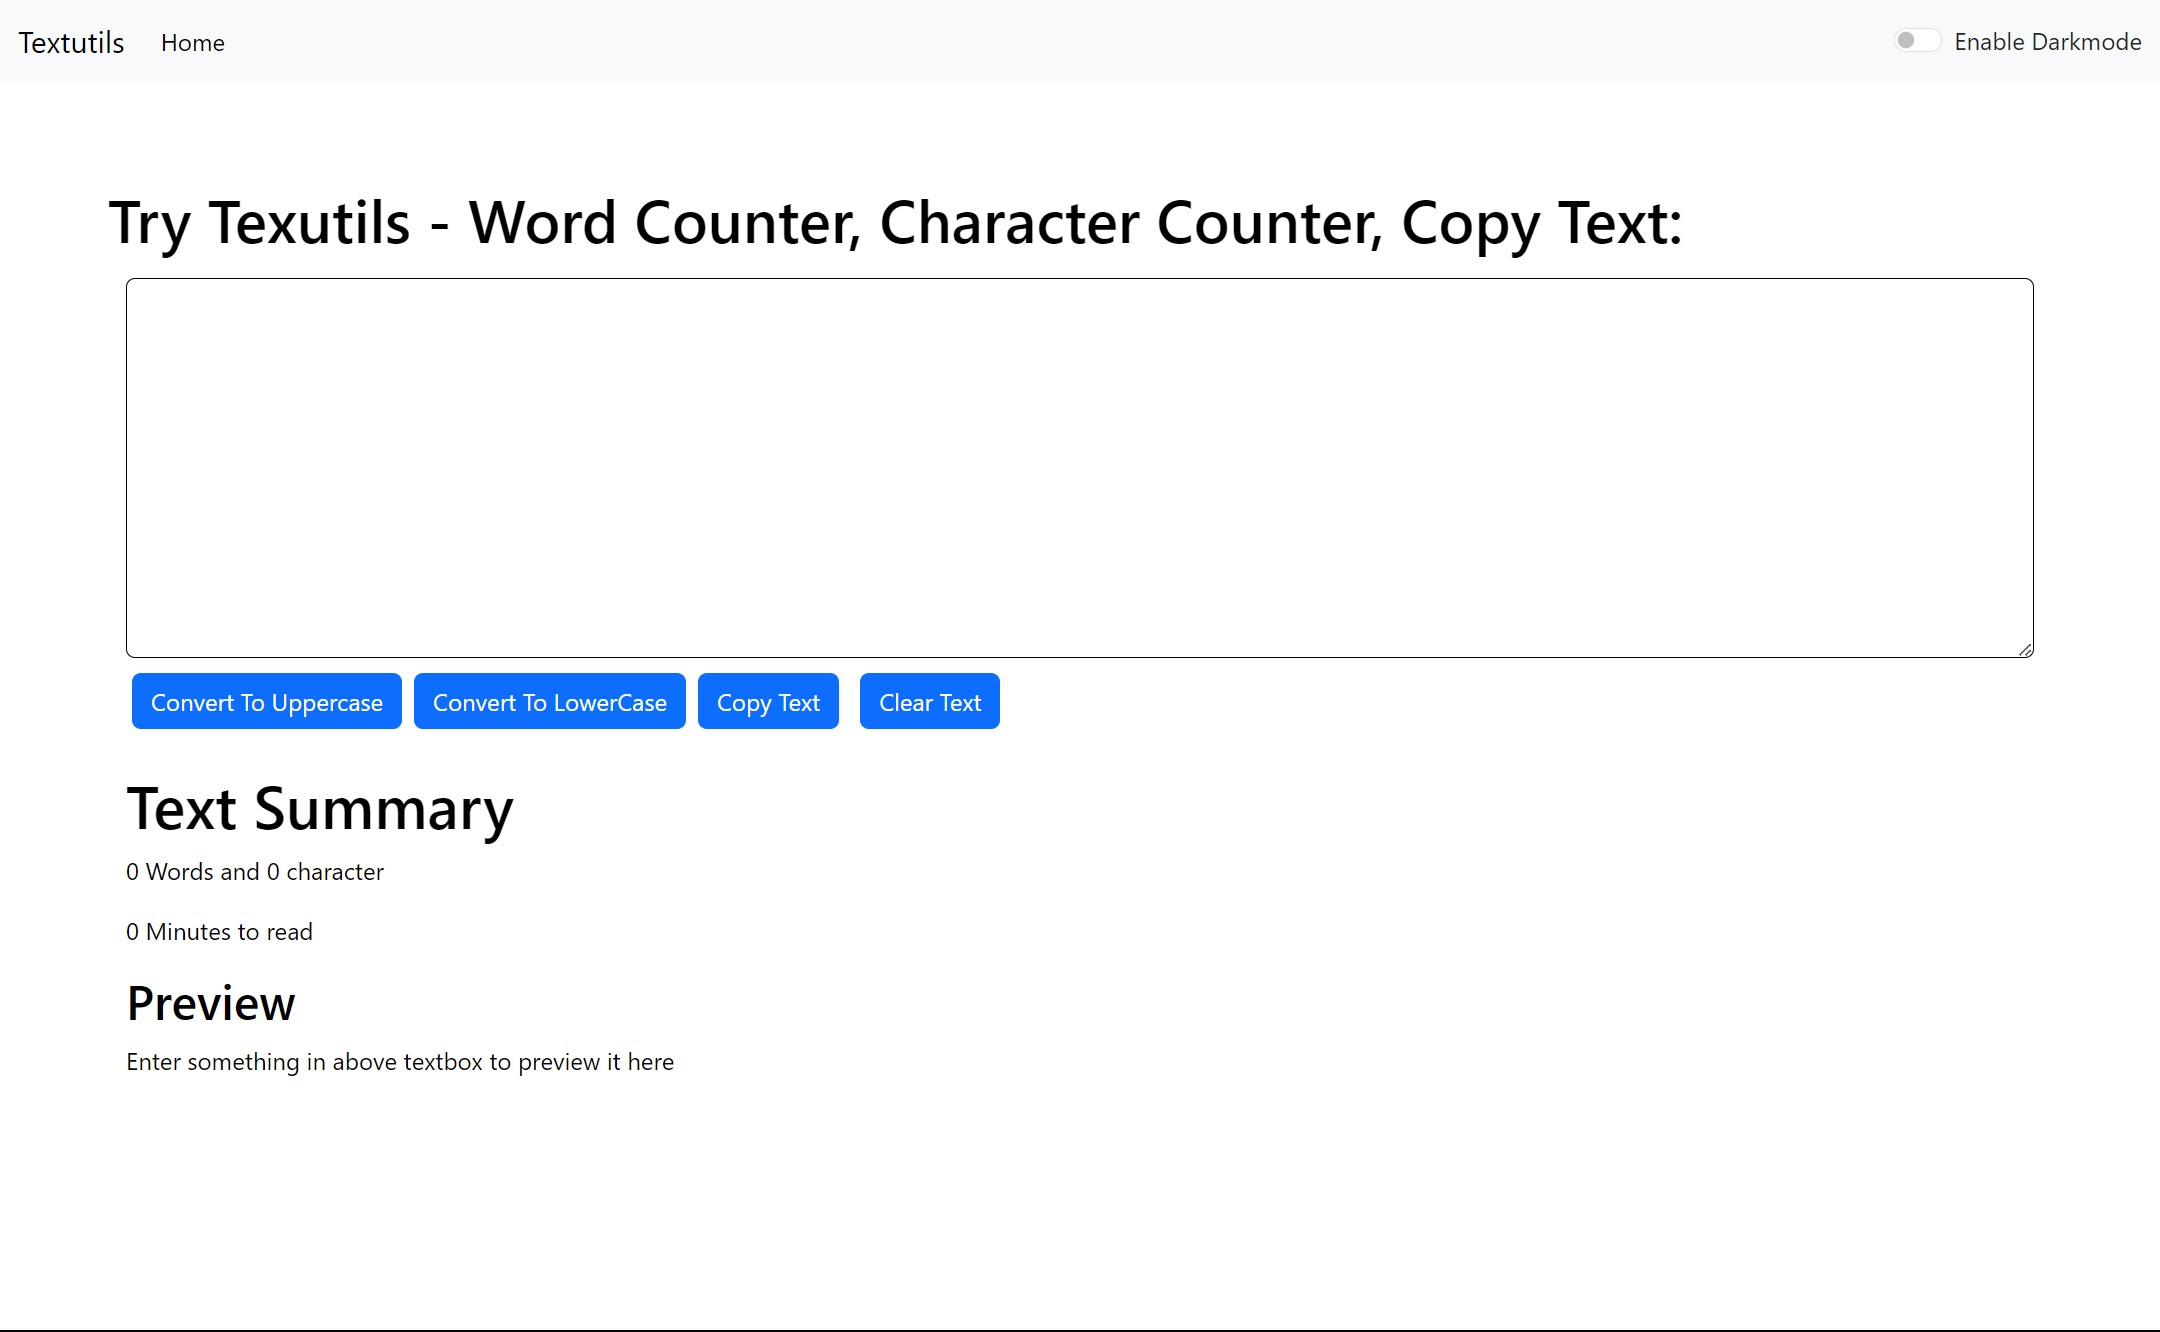 Textutils Home Enable Darkmode
Try Texutils - Word Counter, Character Counter, Copy Text:
Convert To Uppercase Convert To LowerCase Copy Text Clear Text
Text Summary
0 Words and 0 character
0 Minutes to read
Preview
Enter something in above textbox to preview it here